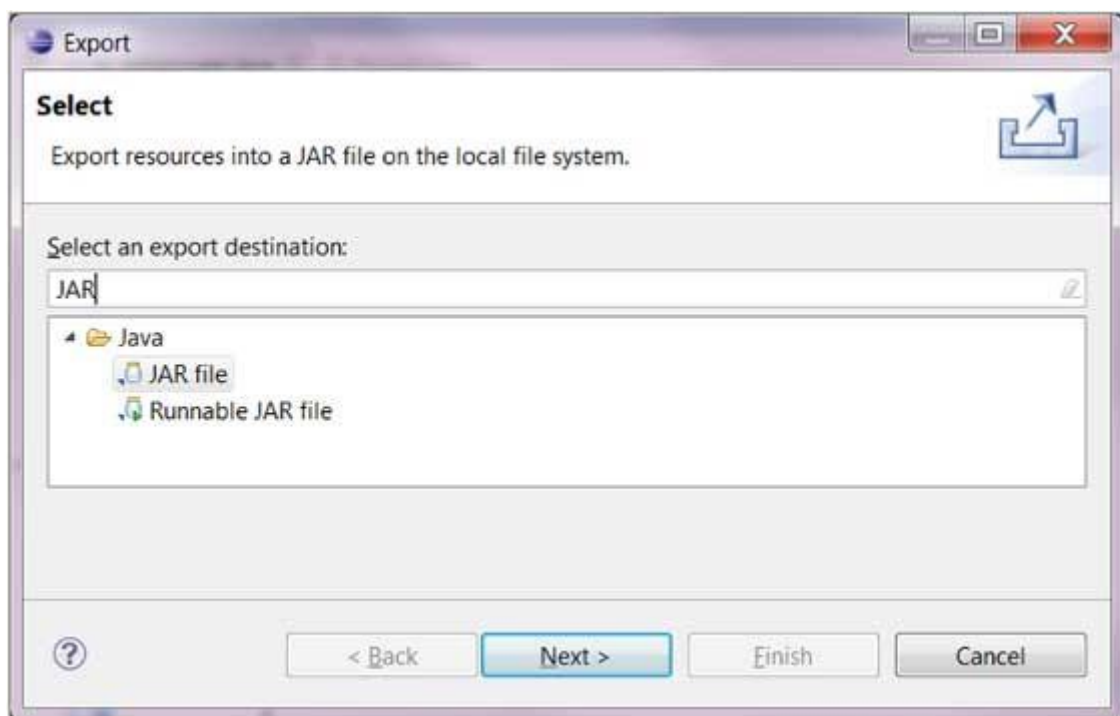 Export
Select
Export resources into a JAR file on the local file system.
Select an export destination:
JAR
Java
JAR file
Runnable JAR file
< Back Next > Finish Cancel